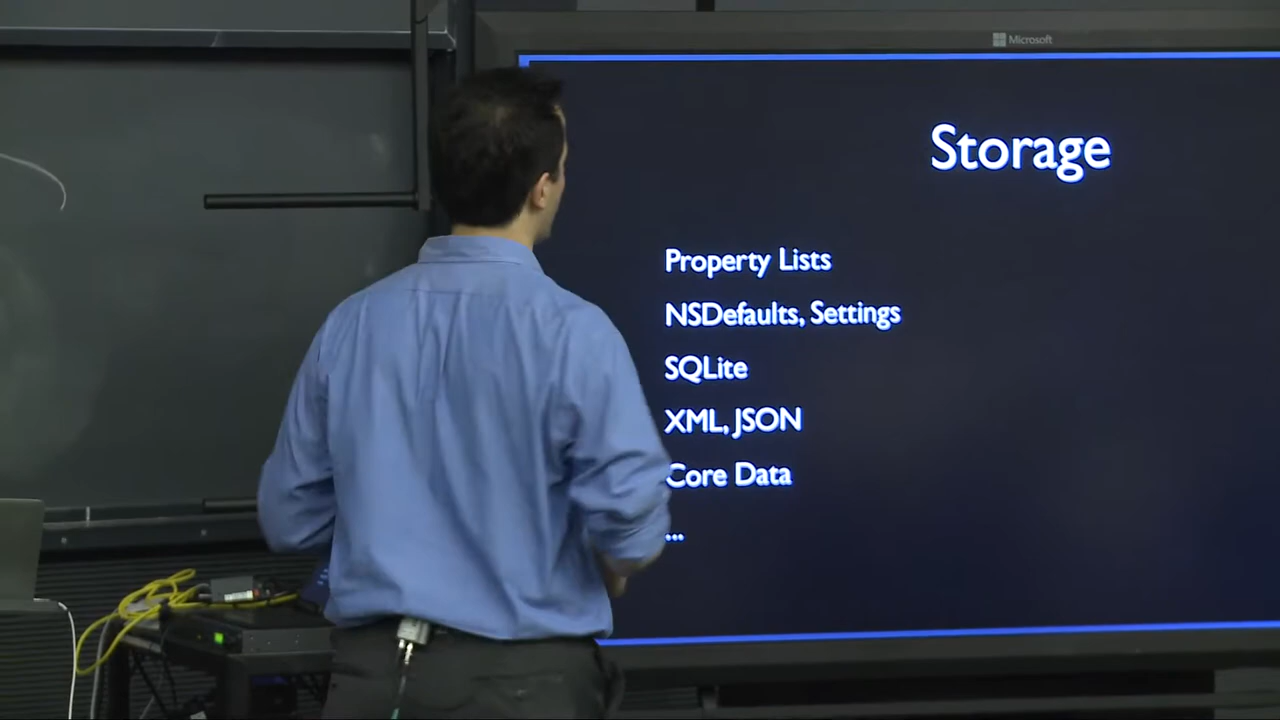 Microsoft
Storage
Property Lists
NSDefaults, Settings
SQLite
XML, JSON
Core Data
...